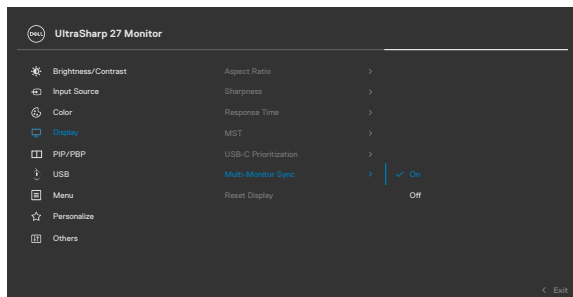 DELL UltraSharp 27 Monitor
Brightness/Contrast Aspect Ratio >
Input Source Sharpness >
Color Response Time >
Display MST >
PIP/PBP USB-C Prioritization >
USB Multi-Monitor Sync > ✓ On
Menu Reset Display Off
Personalize
Others
< Exit